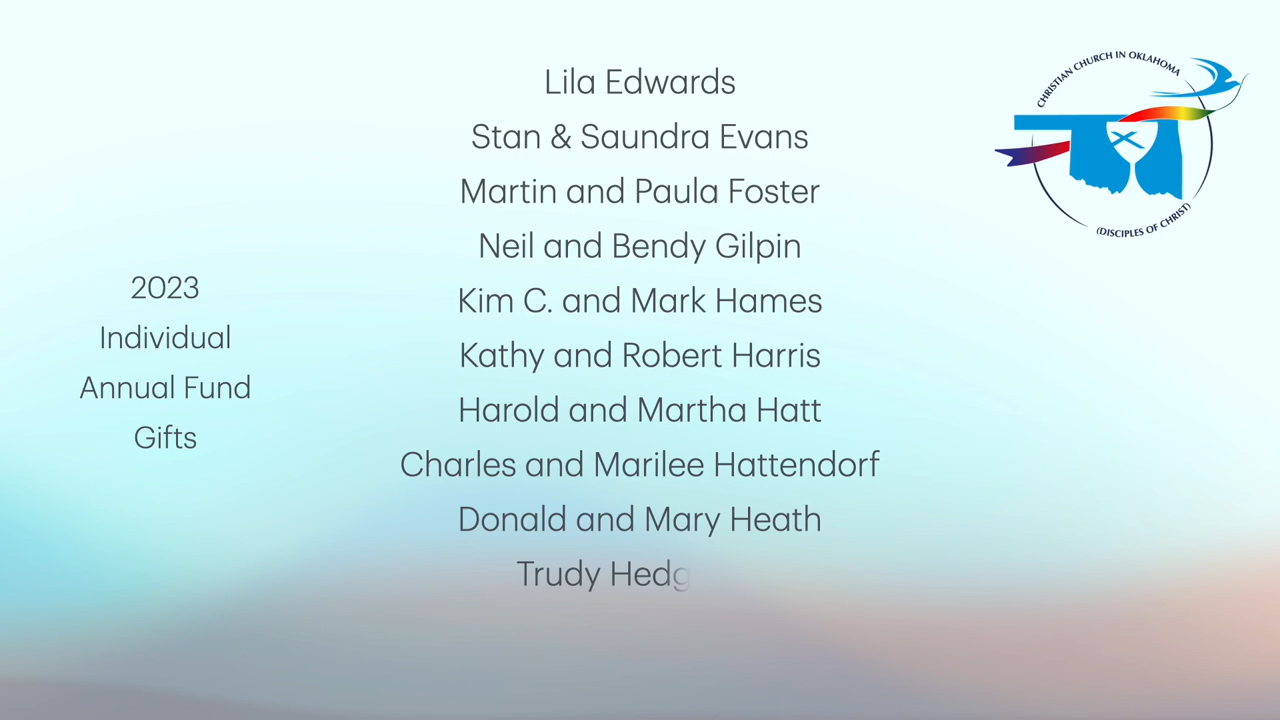 2023
Individual
Annual Fund
Gifts
Lila Edwards
Stan & Saundra Evans
Martin and Paula Foster
Neil and Bendy Gilpin
Kim C. and Mark Hames
Kathy and Robert Harris
Harold and Martha Hatt
Charles and Marilee Hattendorf
Donald and Mary Heath
Trudy Hedg
CHRISTIAN CHURCH IN OKLAHOMA
(DISCIPLES OF CHRIST)